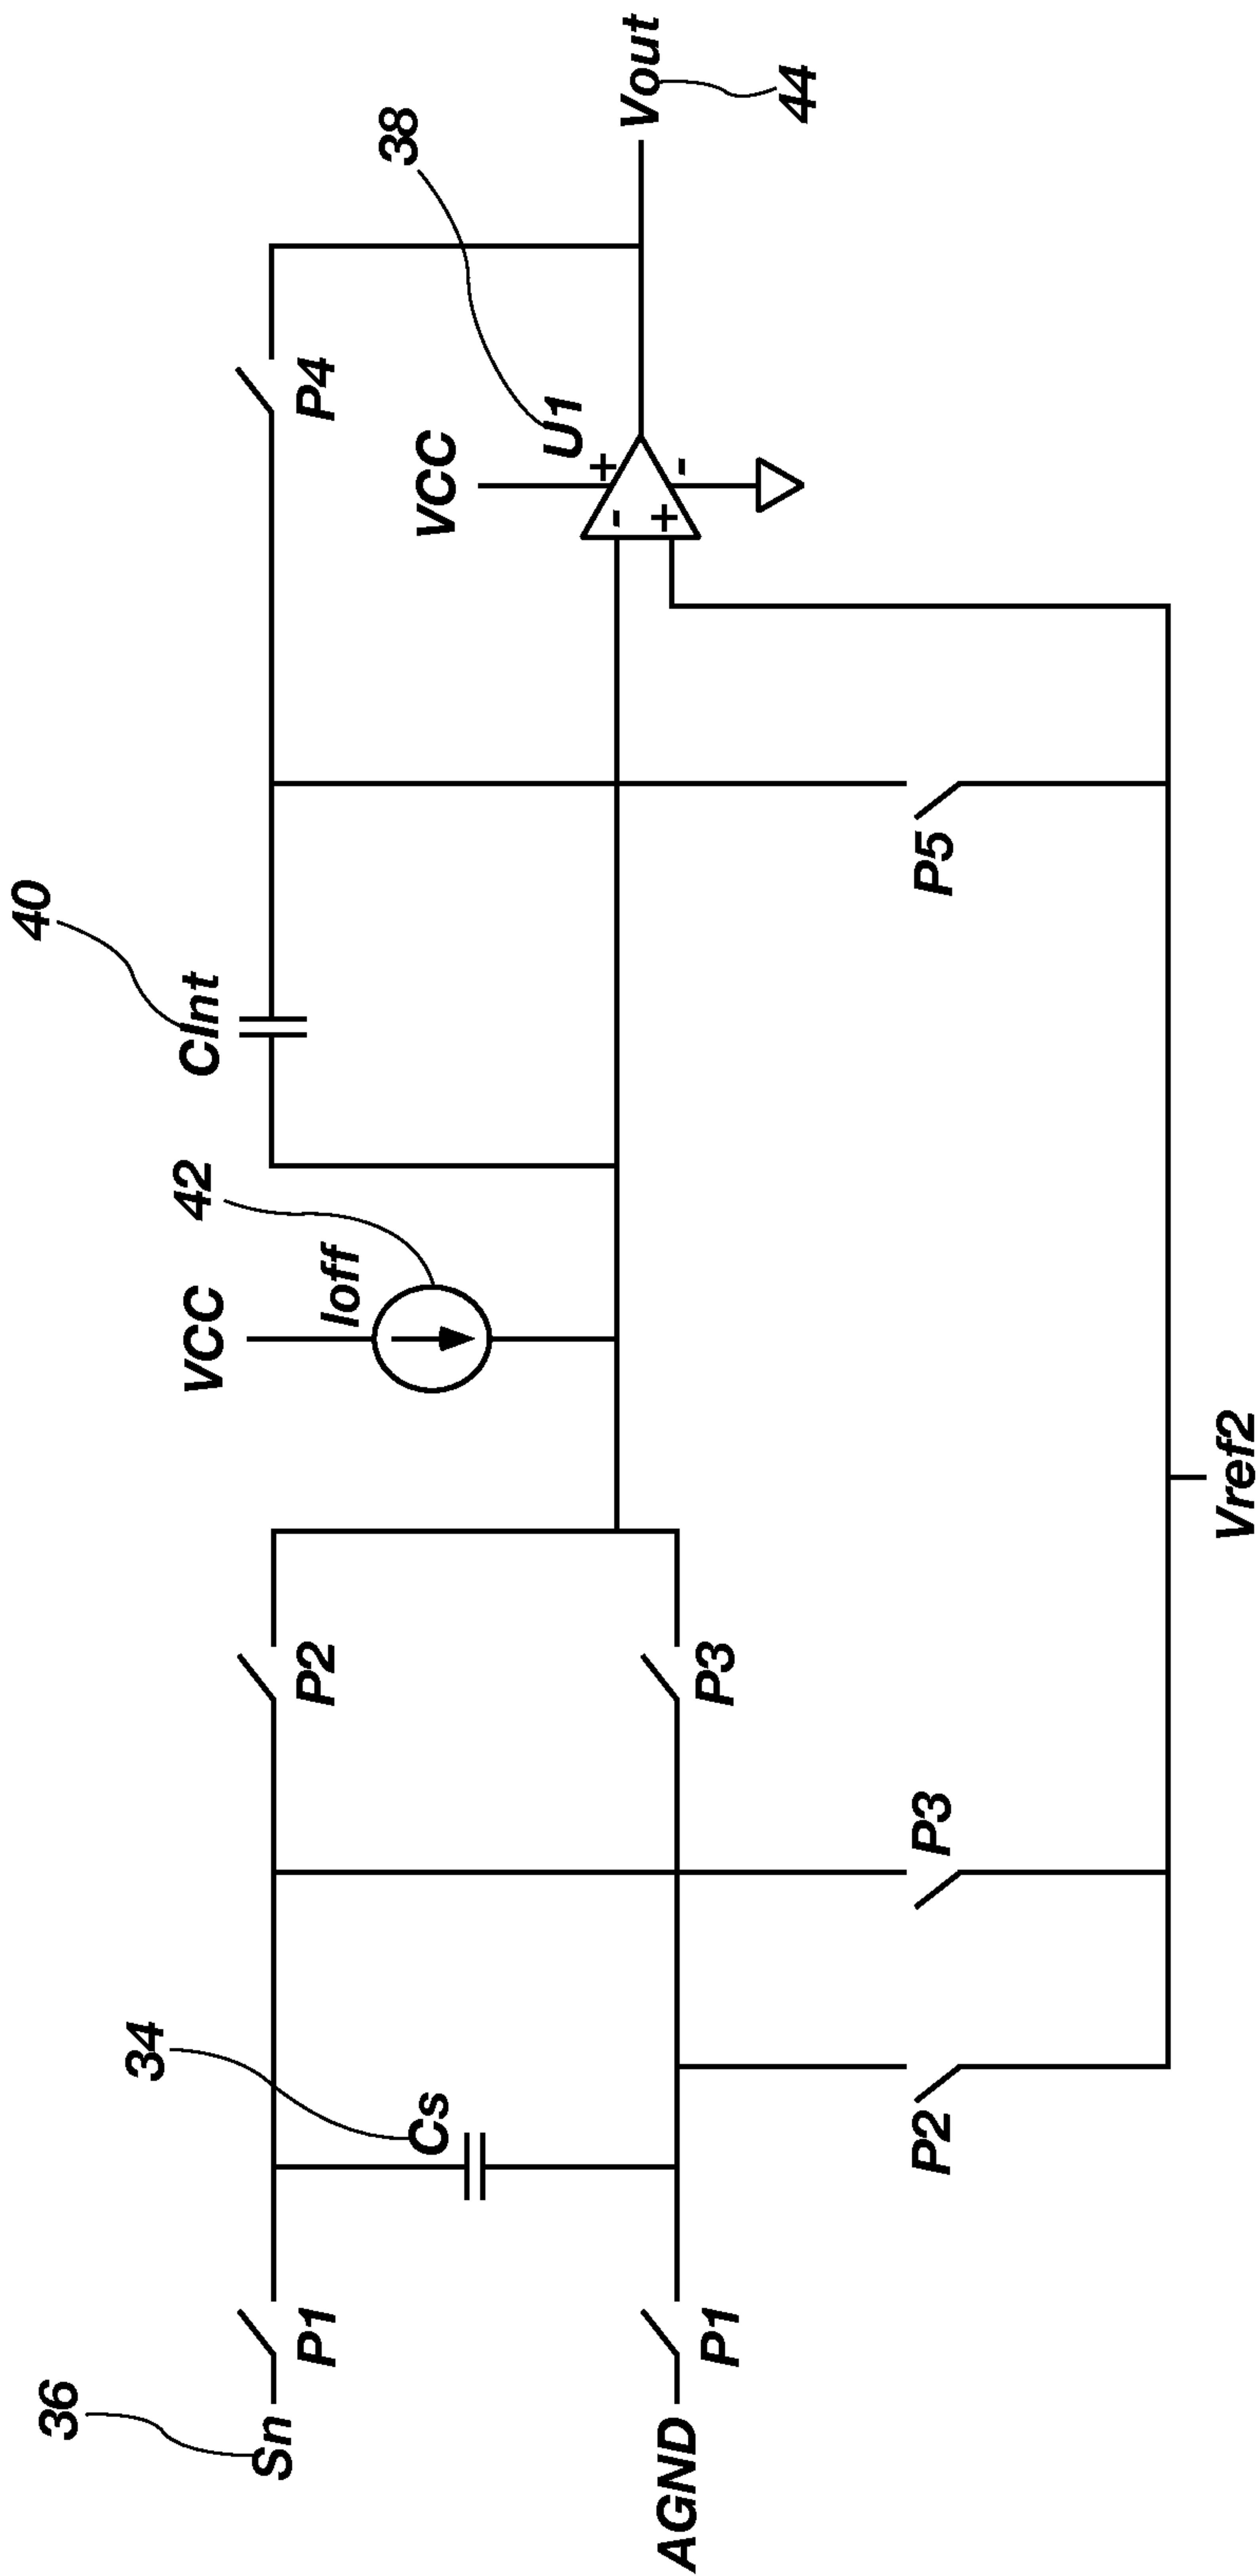 36
Sn
P1
AGND
P1
34
Cs
P2
P3
P2
P3
VCC
Ioff
42
CInt
40
Vref2
P5
P4
VCC
U1
38
-
+
+
-
Vout
44